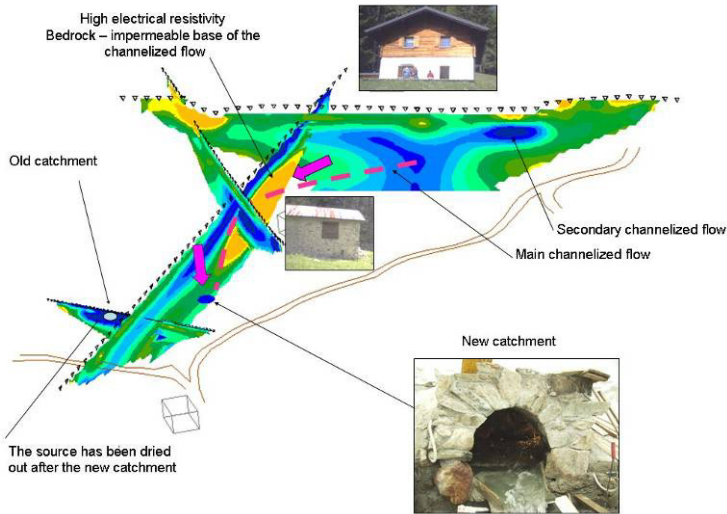 High electrical resistivity
Bedrock – impermeable base of the
channelized flow
Old catchment
Secondary channelized flow
Main channelized flow
New catchment
The source has been dried
out after the new catchment